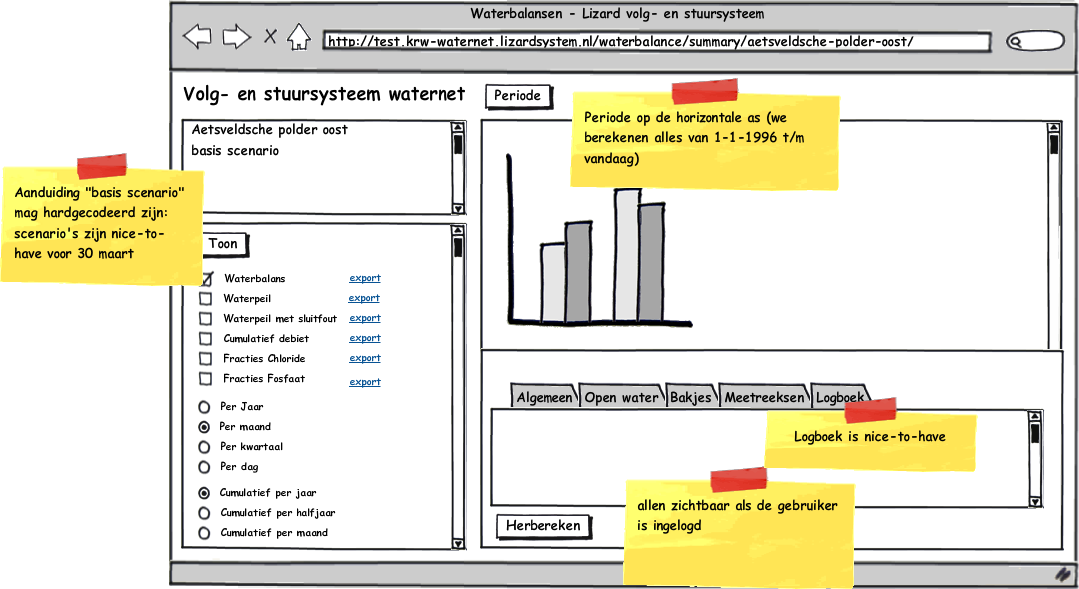 Waterbalansen - Lizard volg- en stuursysteem
http://test.krw-waternet.lizardsystem.nl/waterbalance/summary/aetsveldsche-polder-oost/
Volg- en stuursysteem waternet
Periode
Periode op de horizontale as (we
berekenen alles van 1-1-1996 t/m
vandaag)
Aetsveldsche polder oost
basis scenario
Aanduiding "basis scenario"
mag hardgecodeerd zijn:
scenario's zijn nice-to-
have voor 30 maart
Toon
Waterbalans export
Waterpeil export
Waterpeil met sluitfout export
Cumulatief debiet export
Fracties Chloride export
Fracties Fosfaat export
Per Jaar
Per maand
Per kwartaal
Per dag
Cumulatief per jaar
Cumulatief per halfjaar
Cumulatief per maand
Algemeen Open water Bakjes Meetreeksen Logboek
Logboek is nice-to-have
allen zichtbaar als de gebruiker
is ingelogd
Herbereken